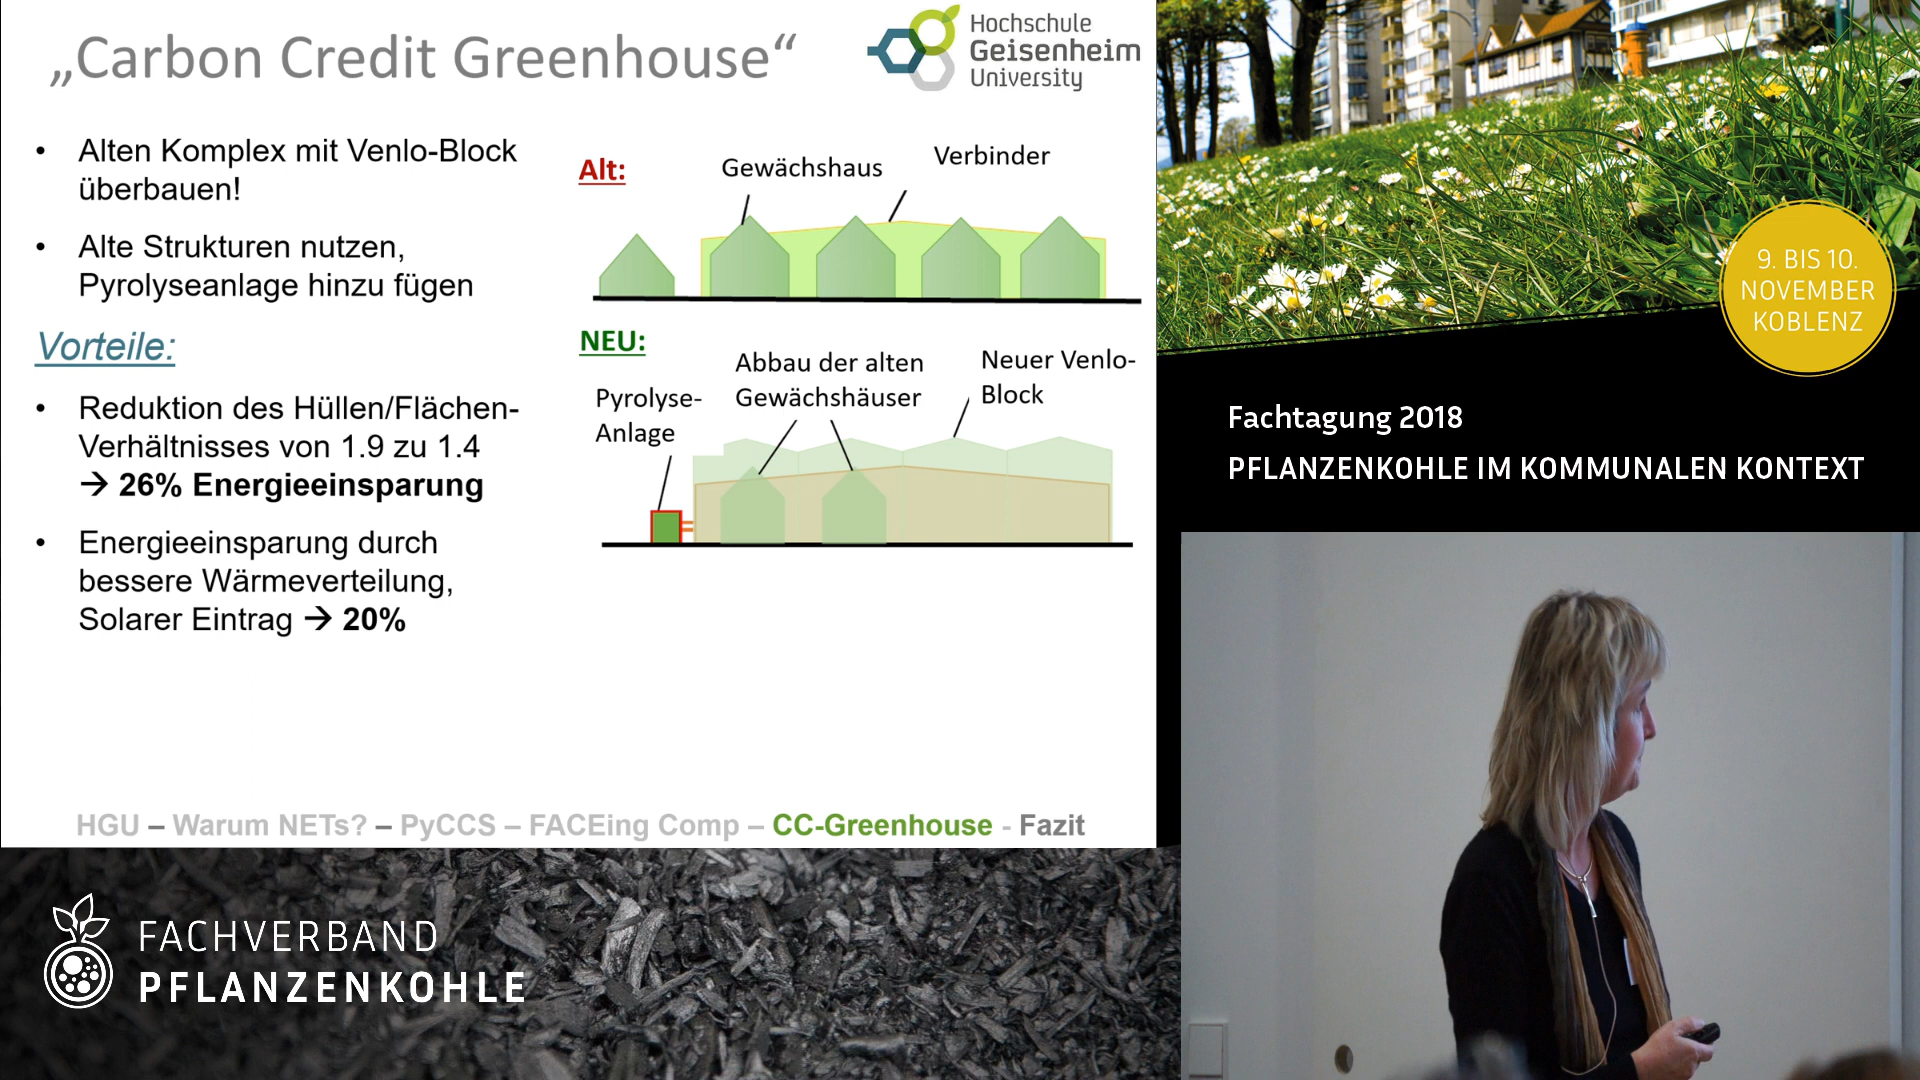 „Carbon Credit Greenhouse“
Hochschule
Geisenheim
University
• Alten Komplex mit Venlo-Block
überbauen!
• Alte Strukturen nutzen,
Pyrolyseanlage hinzu fügen
Vorteile:
• Reduktion des Hüllen/Flächen-
Verhältnisses von 1.9 zu 1.4
→ 26% Energieeinsparung
• Energieeinsparung durch
bessere Wärmeverteilung,
Solarer Eintrag → 20%
Alt:
Gewächshaus
Verbinder
NEU:
Pyrolyse-
Anlage
Abbau der alten
Gewächshäuser
Neuer Venlo-
Block
HGU – Warum NETs? – PyCCS – FACEing Comp – CC-Greenhouse - Fazit
9. BIS 10.
NOVEMBER
KOBLENZ
Fachtagung 2018
PFLANZENKOHLE IM KOMMUNALEN KONTEXT
FACHVERBAND
PFLANZENKOHLE